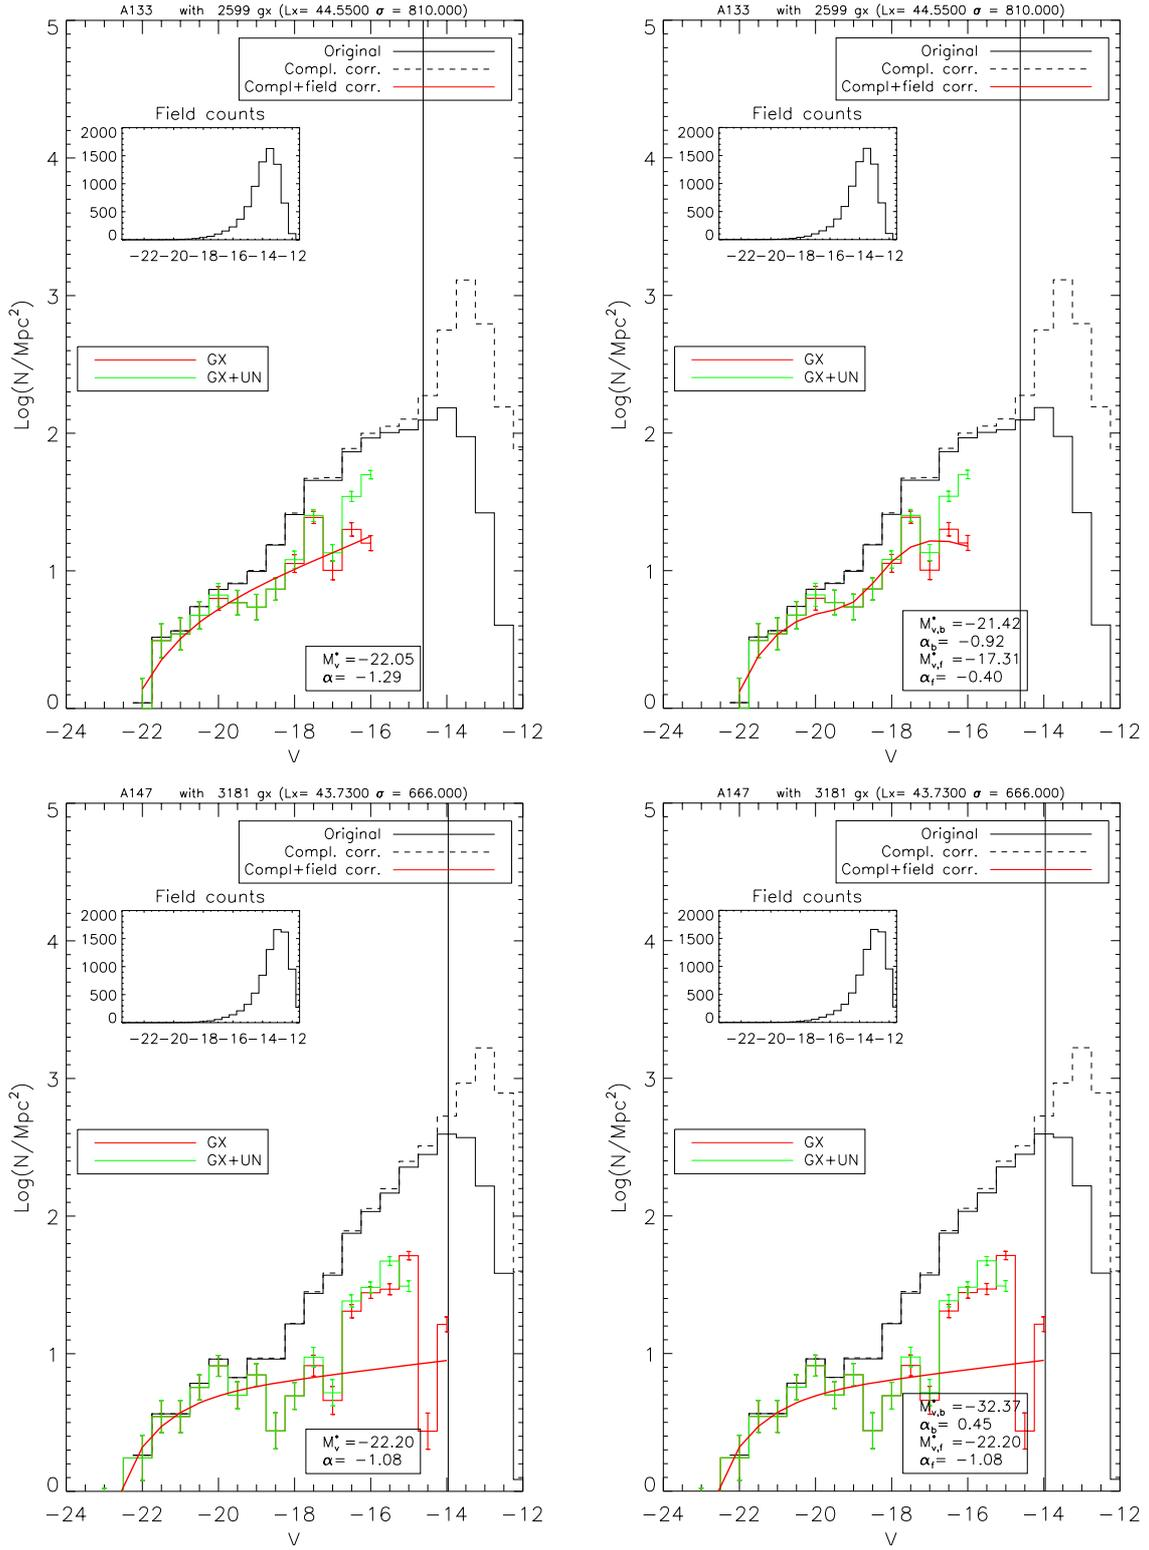 A133 with 2599 gx (Lx= 44.5500 σ = 810.000)
Original
Compl. corr.
Compl+field corr.
Field counts
2000
1500
1000
500
0
-22-20-18-16-14-12
GX
GX+UN
M*v =-22.05
α= -1.29
Log(N/Mpc²)
5
4
3
2
1
0
-24 -22 -20 -18 -16 -14 -12
V
A133 with 2599 gx (Lx= 44.5500 σ = 810.000)
Original
Compl. corr.
Compl+field corr.
Field counts
2000
1500
1000
500
0
-22-20-18-16-14-12
GX
GX+UN
M*v,b =-21.42
αb= -0.92
M*v,f =-17.31
αf= -0.40
Log(N/Mpc²)
5
4
3
2
1
0
-24 -22 -20 -18 -16 -14 -12
V
A147 with 3181 gx (Lx= 43.7300 σ = 666.000)
Original
Compl. corr.
Compl+field corr.
Field counts
2000
1500
1000
500
0
-22-20-18-16-14-12
GX
GX+UN
M*v =-22.20
α= -1.08
Log(N/Mpc²)
5
4
3
2
1
0
-24 -22 -20 -18 -16 -14 -12
V
A147 with 3181 gx (Lx= 43.7300 σ = 666.000)
Original
Compl. corr.
Compl+field corr.
Field counts
2000
1500
1000
500
0
-22-20-18-16-14-12
GX
GX+UN
M*v,b =-32.37
αb= 0.45
M*v,f =-22.20
αf= -1.08
Log(N/Mpc²)
5
4
3
2
1
0
-24 -22 -20 -18 -16 -14 -12
V